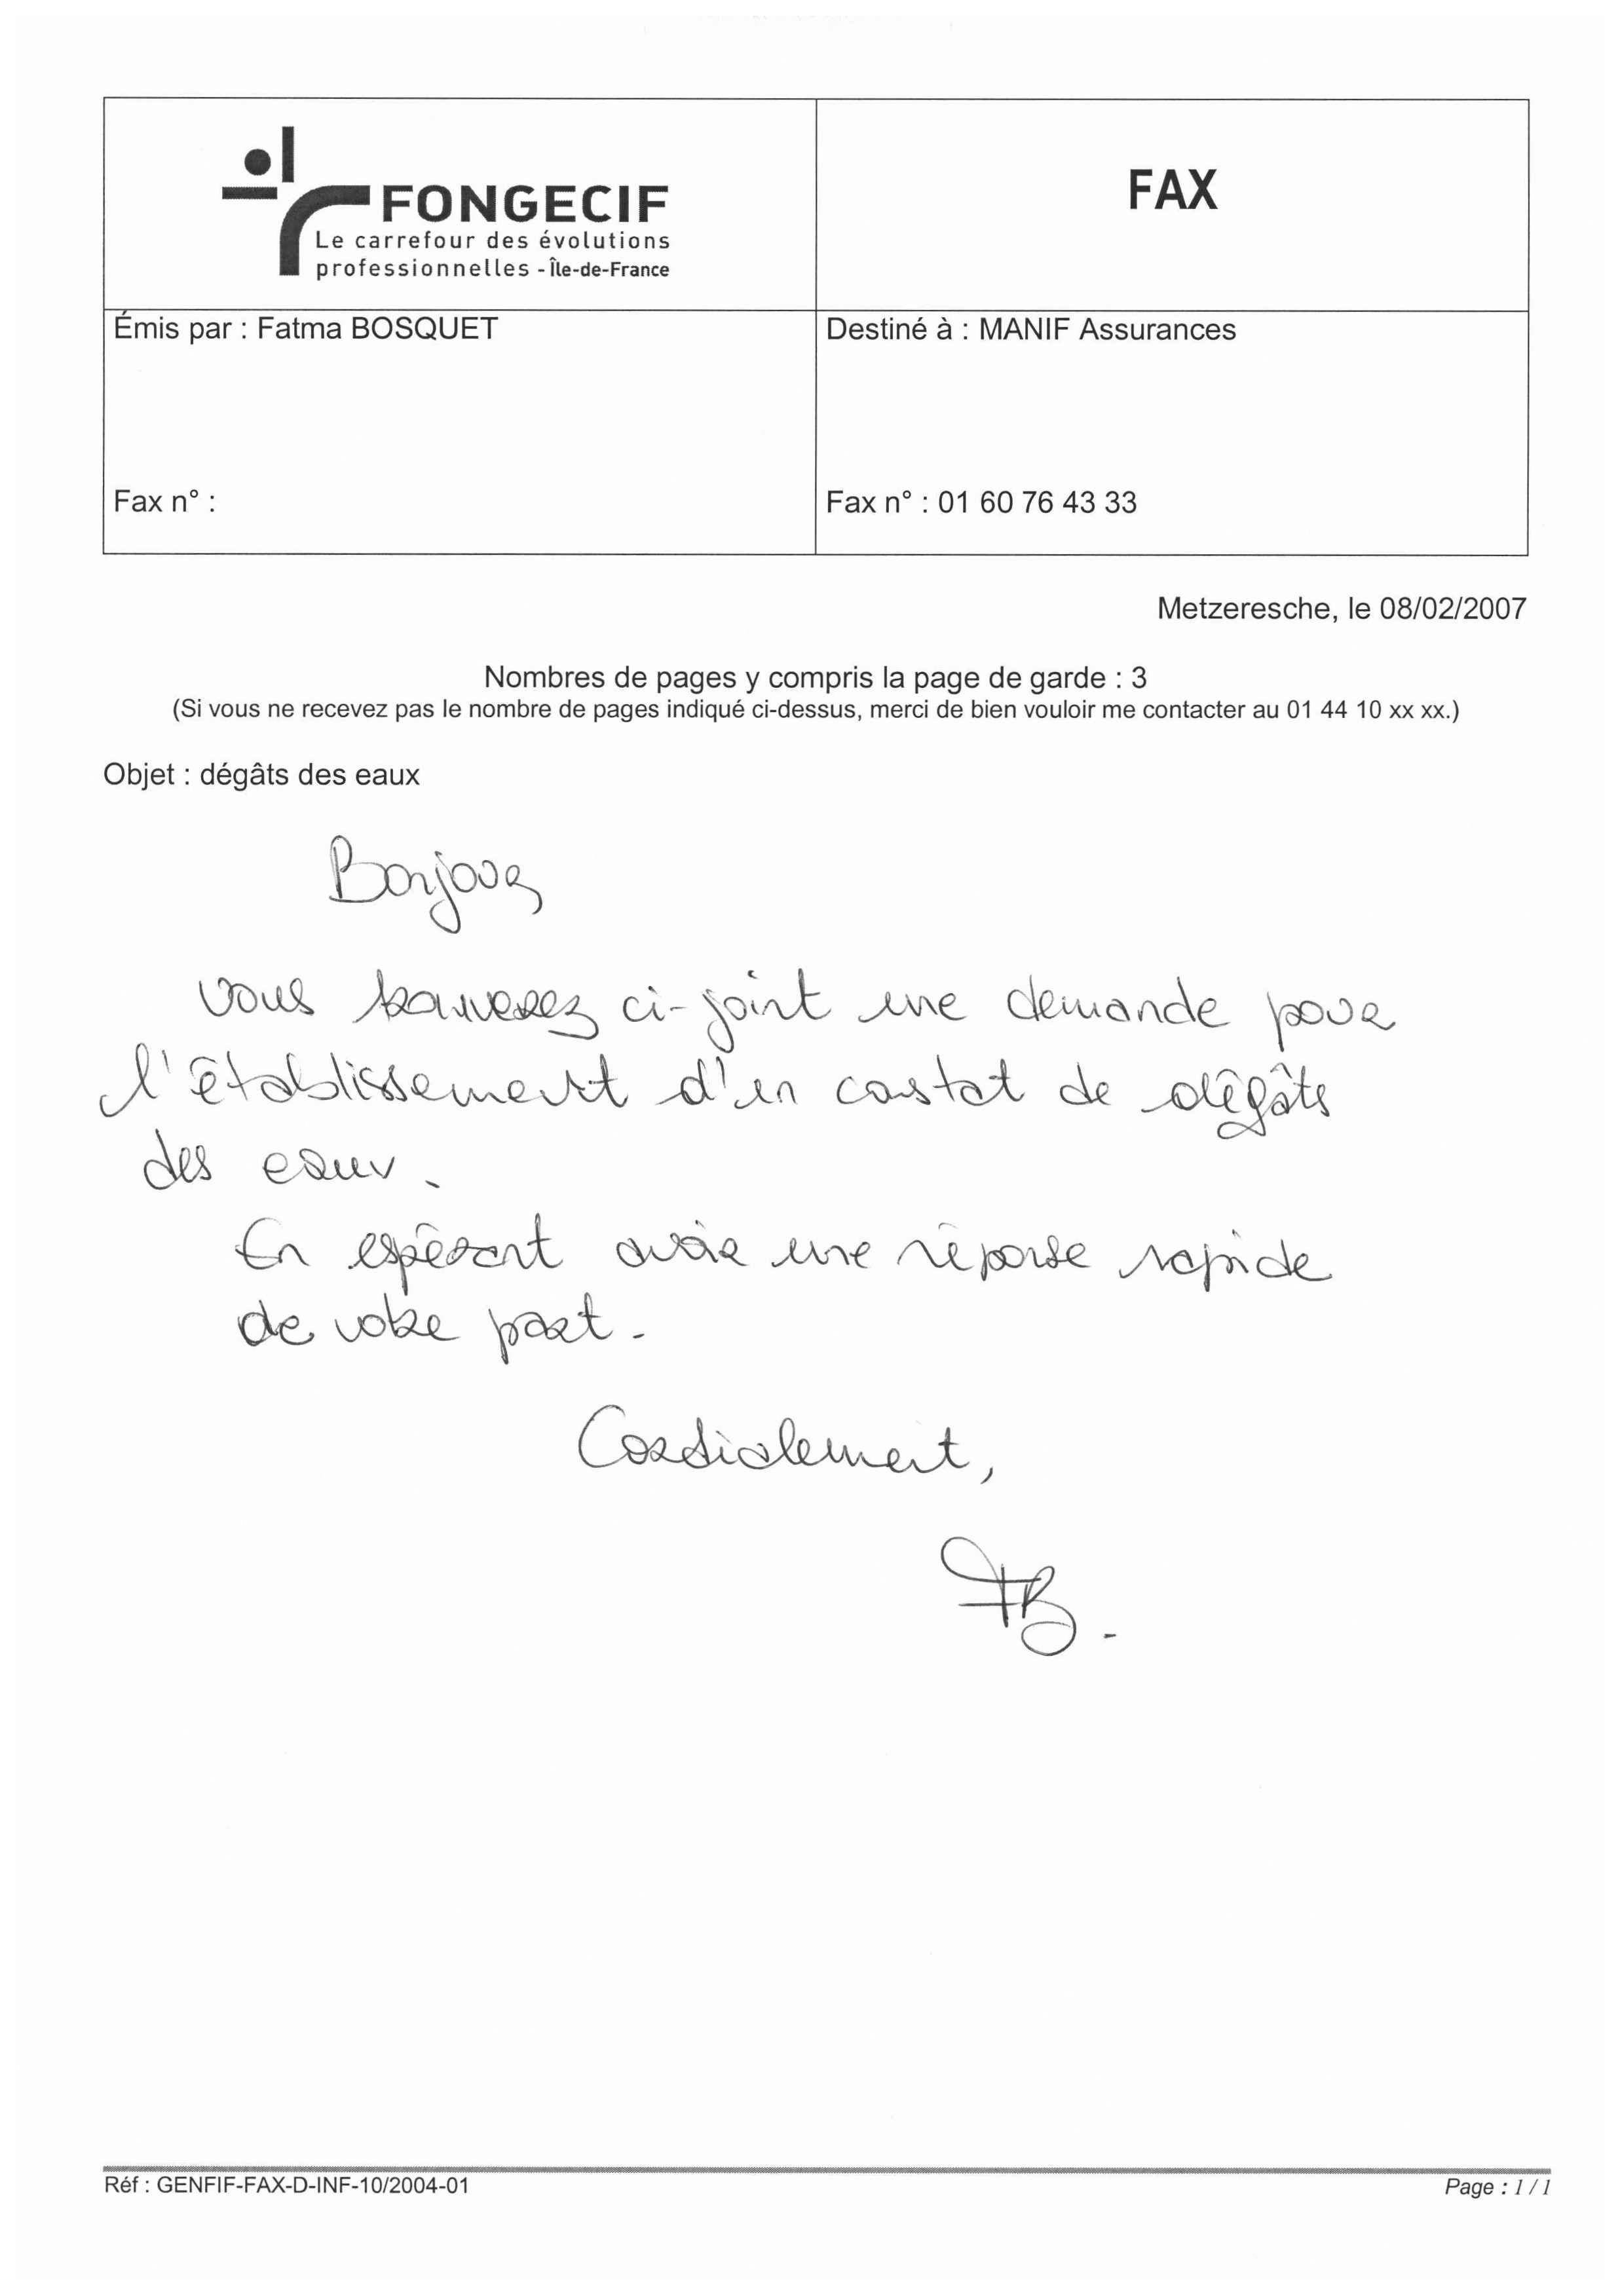 FONGECIF
Le carrefour des évolutions
professionnelles - Île-de-France
FAX
Émis par : Fatma BOSQUET
Fax n° :
Destiné à : MANIF Assurances
Fax n° : 01 60 76 43 33
Metzeresche, le 08/02/2007
Nombres de pages y compris la page de garde : 3
(Si vous ne recevez pas le nombre de pages indiqué ci-dessus, merci de bien vouloir me contacter au 01 44 10 xx xx.)
Objet : dégâts des eaux
Bonjour,
Vous trouverez ci-joint une demande pour
l'établissement d'un constat de dégâts
des eaux.
En espérant avoir une réponse rapide
de votre part.
Cordialement,
FB.
Réf : GENFIF-FAX-D-INF-10/2004-01
Page : 1 / 1